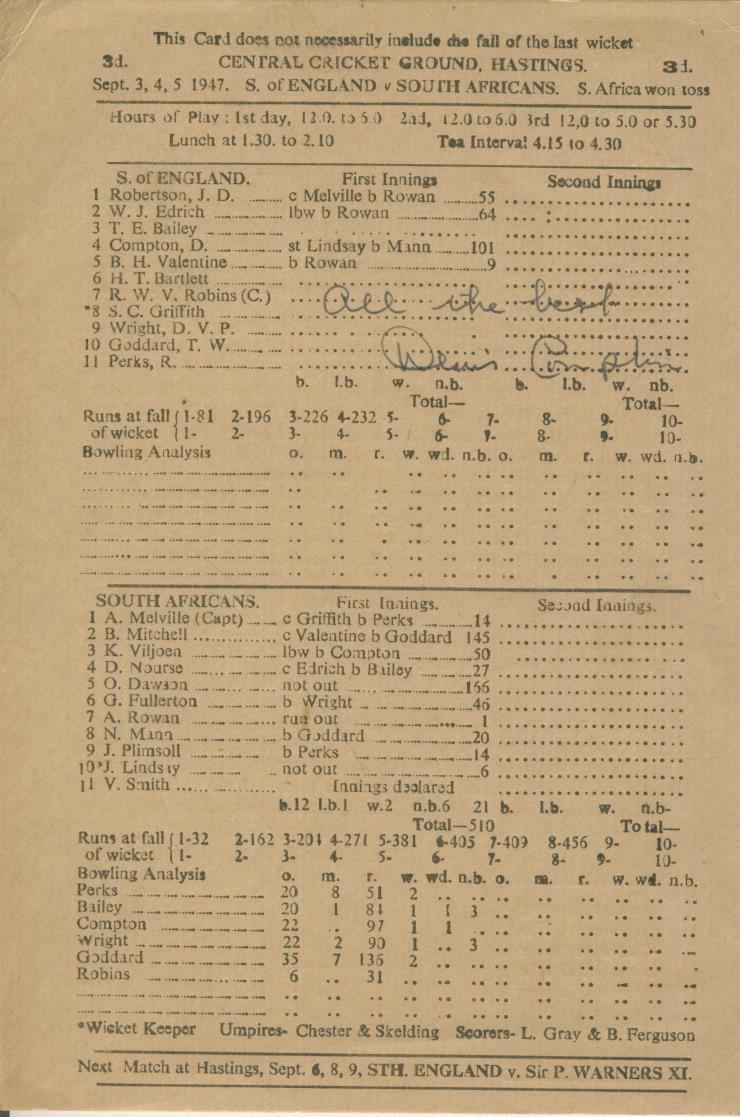 This Card does not necessarily include the fall of the last wicket
3d. CENTRAL CRICKET GROUND, HASTINGS. 3d.
Sept. 3, 4, 5 1947. S. of ENGLAND v SOUTH AFRICANS. S. Africa won toss
Hours of Play : 1st day, 12.0. to 5.0 2nd, 12.0 to 6.0 3rd 12,0 to 5.0 or 5.30
Lunch at 1.30. to 2.10 Tea Interval 4.15 to 4.30
S. of ENGLAND. First Innings Second Innings
1 Robertson, J. D. c Melville b Rowan 55
2 W. J. Edrich lbw b Rowan 64
3 T. E. Bailey
4 Compton, D. st Lindsay b Mann 101
5 B. H. Valentine b Rowan 9
6 H. T. Bartlett
7 R. W. V. Robins (C.) All the best
*8 S. C. Griffith
9 Wright, D. V. P.
10 Goddard, T. W. Denis Compton
11 Perks, R.
b. l.b. w. n.b. b. l.b. w. nb.
Total— Total—
Runs at fall { 1-81 2-196 3-226 4-232 5- 6- 7- 8- 9- 10-
of wicket { 1- 2- 3- 4- 5- 6- 7- 8- 9- 10-
Bowling Analysis o. m. r. w. wd. n.b. o. m. r. w. wd. n.b.
SOUTH AFRICANS. First Innings. Second Innings.
1 A. Melville (Capt) c Griffith b Perks 14
2 B. Mitchell c Valentine b Goddard 145
3 K. Viljoen lbw b Compton 50
4 D. Nourse c Edrich b Bailey 27
5 O. Dawson not out 166
6 G. Fullerton b Wright 46
7 A. Rowan run out 1
8 N. Mann b Goddard 20
9 J. Plimsoll b Perks 14
10 *J. Lindsay not out 6
11 V. Smith Innings declared
b.12 l.b.1 w.2 n.b.6 21 b. l.b. w. n.b-
Total—510 Total—
Runs at fall { 1-32 2-162 3-204 4-271 5-381 6-405 7-409 8-456 9- 10-
of wicket { 1- 2- 3- 4- 5- 6- 7- 8- 9- 10-
Bowling Analysis o. m. r. w. wd. n.b. o. m. r. w. wd. n.b.
Perks 20 8 51 2
Bailey 20 1 84 1 1 3
Compton 22 .. 97 1 1
Wright 22 2 90 1 .. 3
Goddard 35 7 136 2
Robins 6 .. 31
*Wicket Keeper Umpires- Chester & Skelding Scorers- L. Gray & B. Ferguson
Next Match at Hastings, Sept. 6, 8, 9, STH. ENGLAND v. Sir P. WARNERS XI.